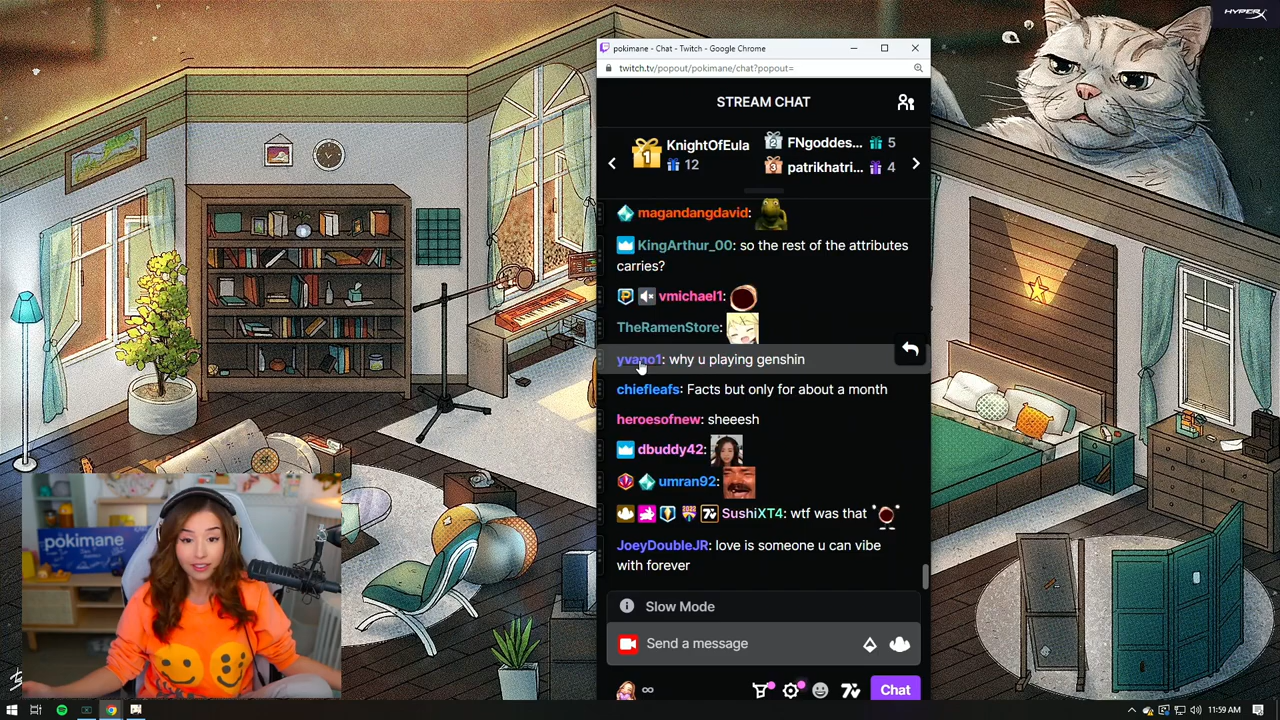 HYPERX
pokimane - Chat - Twitch - Google Chrome
twitch.tv/popout/pokimane/chat?popout=
STREAM CHAT
1 KnightOfEula
12
2 FNgoddes... 5
3 patrikhatri... 4
magandangdavid:
KingArthur_00: so the rest of the attributes
carries?
vmichael1:
TheRamenStore:
yvano1: why u playing genshin
chiefleafs: Facts but only for about a month
heroesofnew: sheeesh
dbuddy42:
umran92:
SushiXT4: wtf was that
JoeyDoubleJR: love is someone u can vibe
with forever
Slow Mode
Send a message
Chat
pokimane
11:59 AM